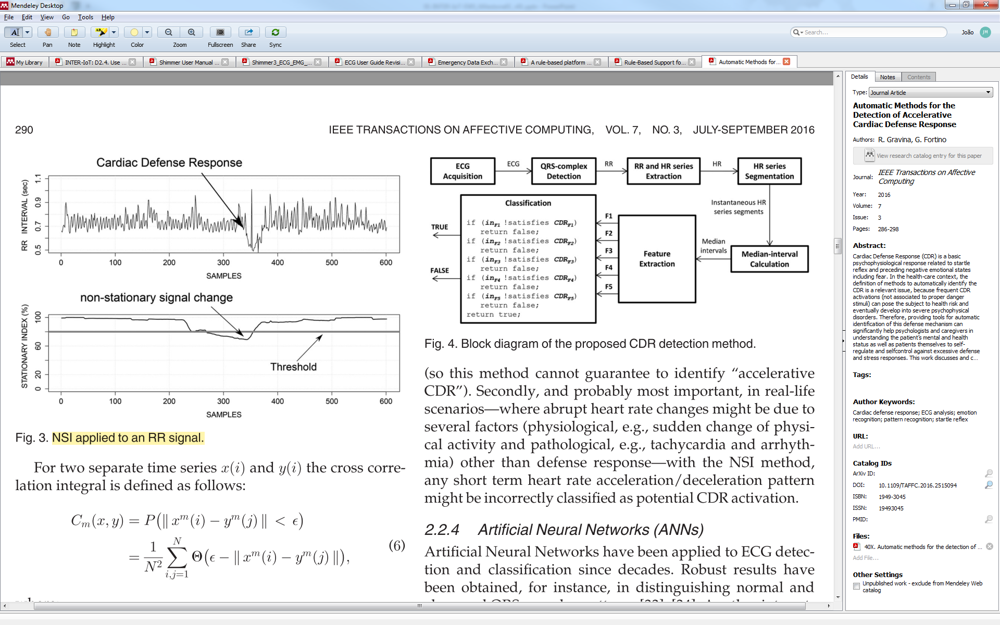 Mendeley Desktop
File Edit View Go Tools Help
Search...
João JM
Select Pan Note Highlight Color Zoom Fullscreen Share Sync
My Library INTER-IoT: D2.4. Use ... Shimmer User Manual ... Shimmer3_ECG_EMG_... ECG User Guide Revisi... Emergency Data Exch... A rule-based platform ... Rule-Based Support fo... Automatic Methods for...
290 IEEE TRANSACTIONS ON AFFECTIVE COMPUTING, VOL. 7, NO. 3, JULY-SEPTEMBER 2016
Cardiac Defense Response
RR INTERVAL (sec)
1.1
0.9
0.7
0.5
0 100 200 300 400 500 600
SAMPLES
non-stationary signal change
STATIONARY INDEX (%)
100
60
20
0
Threshold
0 100 200 300 400 500 600
SAMPLES
Fig. 3. NSI applied to an RR signal.
For two separate time series x(i) and y(i) the cross corre-
lation integral is defined as follows:
C_m(x, y) = P(‖ x^m(i) − y^m(j) ‖ < ϵ)
= 1/N² ∑_{i,j=1}^{N} Θ(ϵ − ‖ x^m(i) − y^m(j) ‖), (6)
ECG Acquisition
ECG
QRS-complex Detection
RR
RR and HR series Extraction
HR
HR series Segmentation
Instantaneous HR
series segments
Median-interval Calculation
Median
intervals
Feature Extraction
F1
F2
F3
F4
F5
Classification
if (in_F1 !satisfies CDR_F1)
return false;
if (in_F2 !satisfies CDR_F2)
return false;
if (in_F3 !satisfies CDR_F3)
return false;
if (in_F4 !satisfies CDR_F4)
return false;
if (in_F5 !satisfies CDR_F5)
return false;
return true;
TRUE
FALSE
Fig. 4. Block diagram of the proposed CDR detection method.
(so this method cannot guarantee to identify “accelerative
CDR”). Secondly, and probably most important, in real-life
scenarios—where abrupt heart rate changes might be due to
several factors (physiological, e.g., sudden change of physi-
cal activity and pathological, e.g., tachycardia and arrhyth-
mia) other than defense response—with the NSI method,
any short term heart rate acceleration/deceleration pattern
might be incorrectly classified as potential CDR activation.
2.2.4 Artificial Neural Networks (ANNs)
Artificial Neural Networks have been applied to ECG detec-
tion and classification since decades. Robust results have
been obtained, for instance, in distinguishing normal and
Details Notes Contents
Type: Journal Article
Automatic Methods for the
Detection of Accelerative
Cardiac Defense Response
Authors: R. Gravina, G. Fortino
View research catalog entry for this paper
Journal: IEEE Transactions on Affective
Computing
Year: 2016
Volume: 7
Issue: 3
Pages: 286-298
Abstract:
Cardiac Defense Response (CDR) is a basic
psychophysiological response related to startle
reflex and preceding negative emotional states
including fear. In the health-care context, the
definition of methods to automatically identify the
CDR is a relevant issue, because frequent CDR
activations (not associated to proper danger
stimuli) can pose the subject to health risk and
eventually develop into severe psychophysical
disorders. Therefore, providing tools for automatic
identification of this defense mechanism can
significantly help psychologists and caregivers in
understanding the patient's mental and health
status as well as patients themselves to self-
regulate and selfcontrol against excessive defense
and stress responses. This work discusses and c...
Tags:
Author Keywords:
Cardiac defense response; ECG analysis; emotion
recognition; pattern recognition; startle reflex
URL:
Add URL...
Catalog IDs
ArXiv ID:
DOI: 10.1109/TAFFC.2016.2515094
ISBN: 1949-3045
ISSN: 19493045
PMID:
Files:
40X. Automatic methods for the detection of ...
Add File...
Other Settings
Unpublished work - exclude from Mendeley Web
catalog